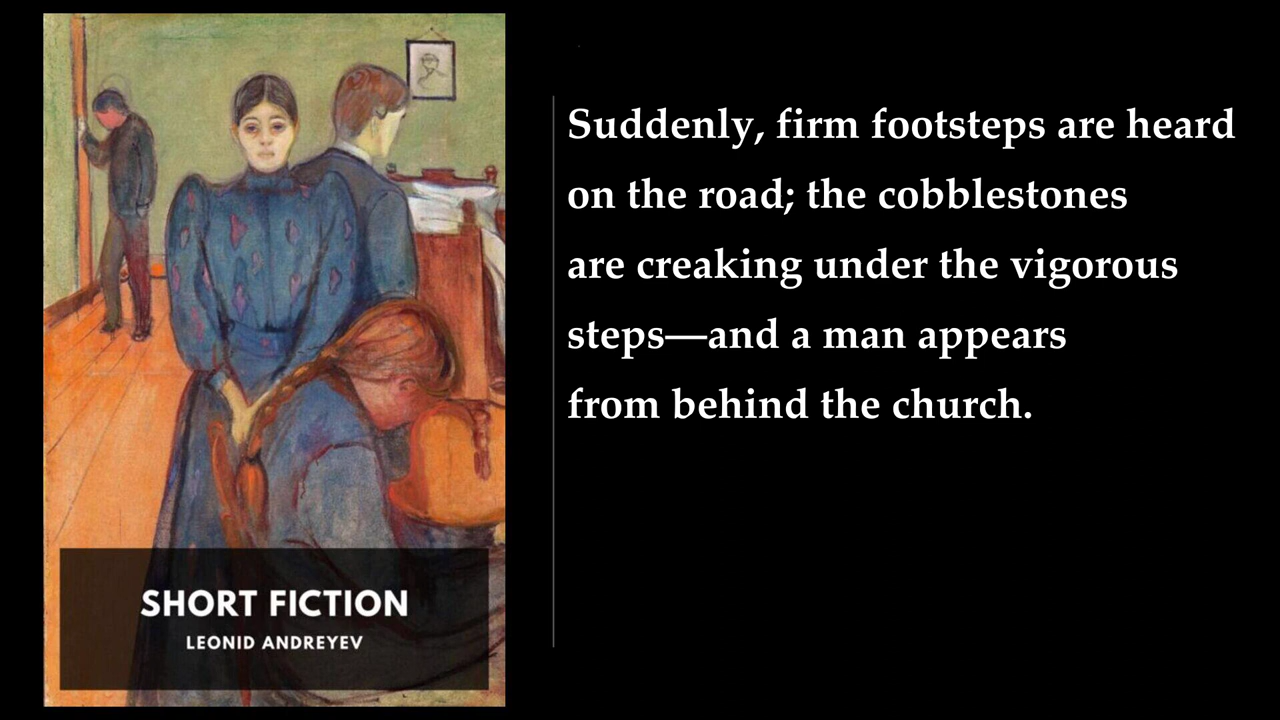 SHORT FICTION
LEONID ANDREYEV
Suddenly, firm footsteps are heard
on the road; the cobblestones
are creaking under the vigorous
steps—and a man appears
from behind the church.